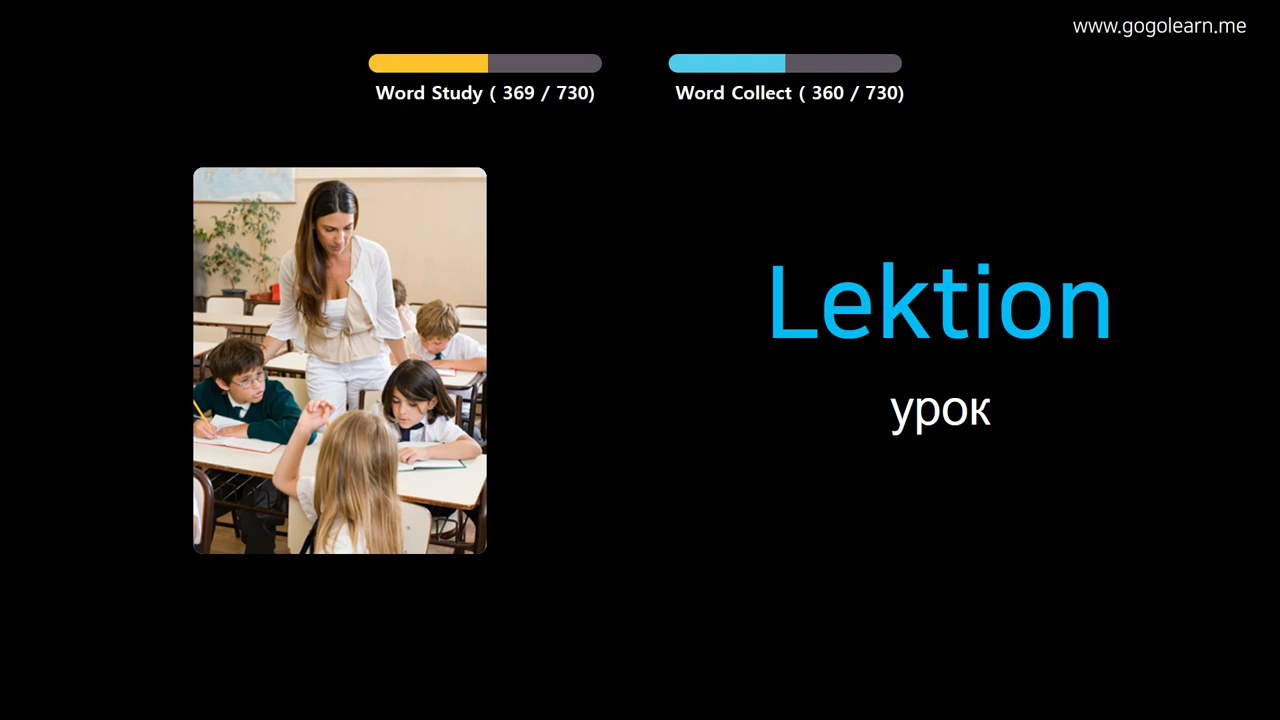 www.gogolearn.me
Word Study ( 369 / 730)
Word Collect ( 360 / 730)
Lektion
урок